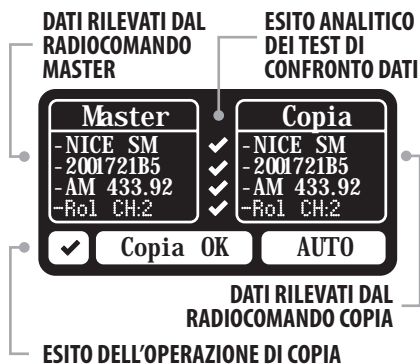 DATI RILEVATI DAL
RADIOCOMANDO
MASTER
ESITO ANALITICO
DEI TEST DI
CONFRONTO DATI
Master
-NICE SM
-2001721B5
-AM 433.92
-Rol CH:2
Copia
-NICE SM
-2001721B5
-AM 433.92
-Rol CH:2
Copia OK
AUTO
DATI RILEVATI DAL
RADIOCOMANDO COPIA
ESITO DELL'OPERAZIONE DI COPIA